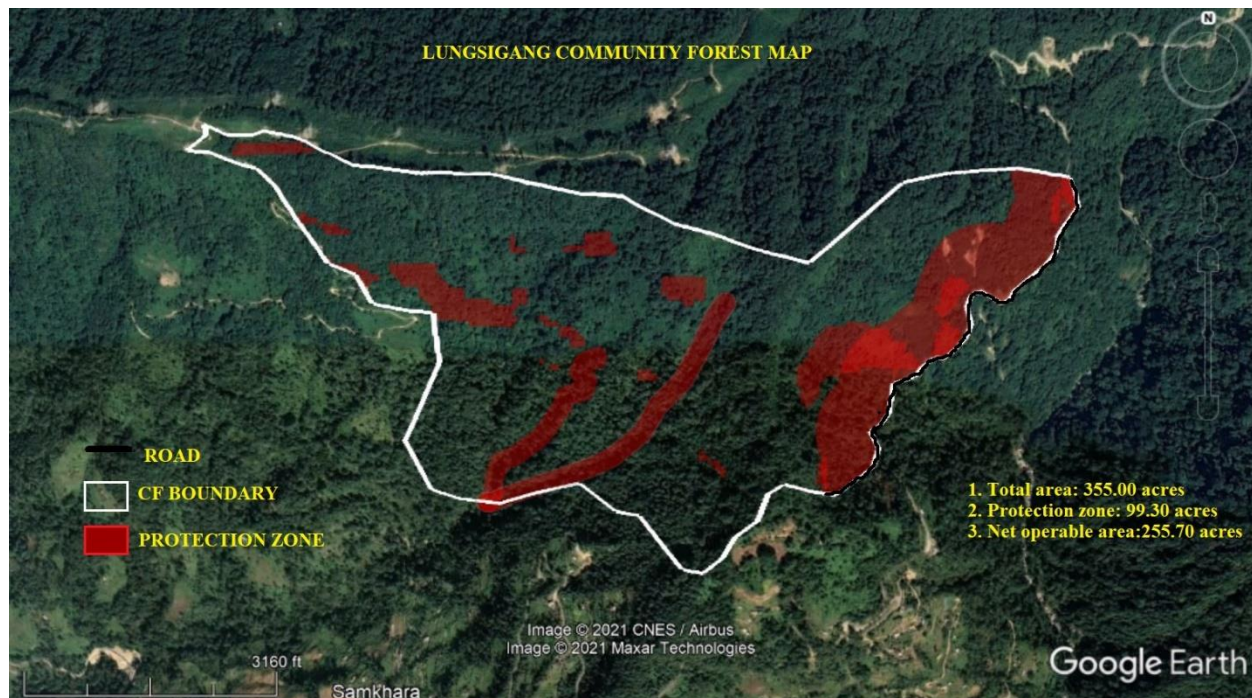 LUNGSIGANG COMMUNITY FOREST MAP
N
ROAD
CF BOUNDARY
PROTECTION ZONE
1. Total area: 355.00 acres
2. Protection zone: 99.30 acres
3. Net operable area:255.70 acres
Image © 2021 CNES / Airbus
Image © 2021 Maxar Technologies
3160 ft
Samkhara
Google Earth